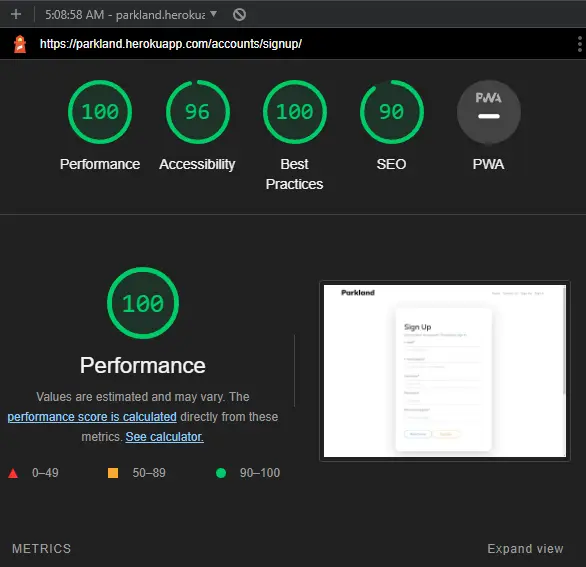 5:08:58 AM - parkland.heroku
https://parkland.herokuapp.com/accounts/signup/
100
96
100
90
PWA
Performance
Accessibility
Best
Practices
SEO
PWA
100
Performance
Values are estimated and may vary. The
performance score is calculated directly from these
metrics. See calculator.
0–49
50–89
90–100
Parkland
Sign Up
METRICS
Expand view